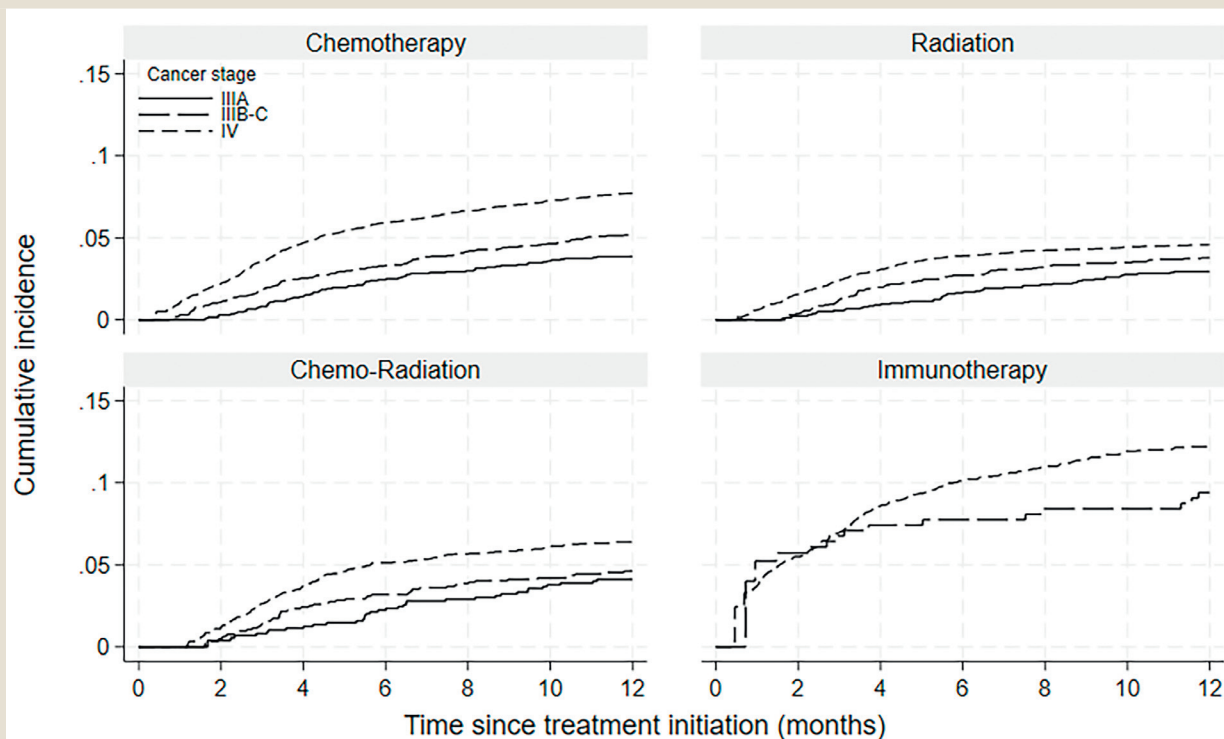 Chemotherapy
Radiation
Cancer stage
IIIA
IIIB-C
IV
.15
.1
.05
0
Chemo-Radiation
Immunotherapy
.15
.1
.05
0
0 2 4 6 8 10 12
0 2 4 6 8 10 12
Cumulative incidence
Time since treatment initiation (months)